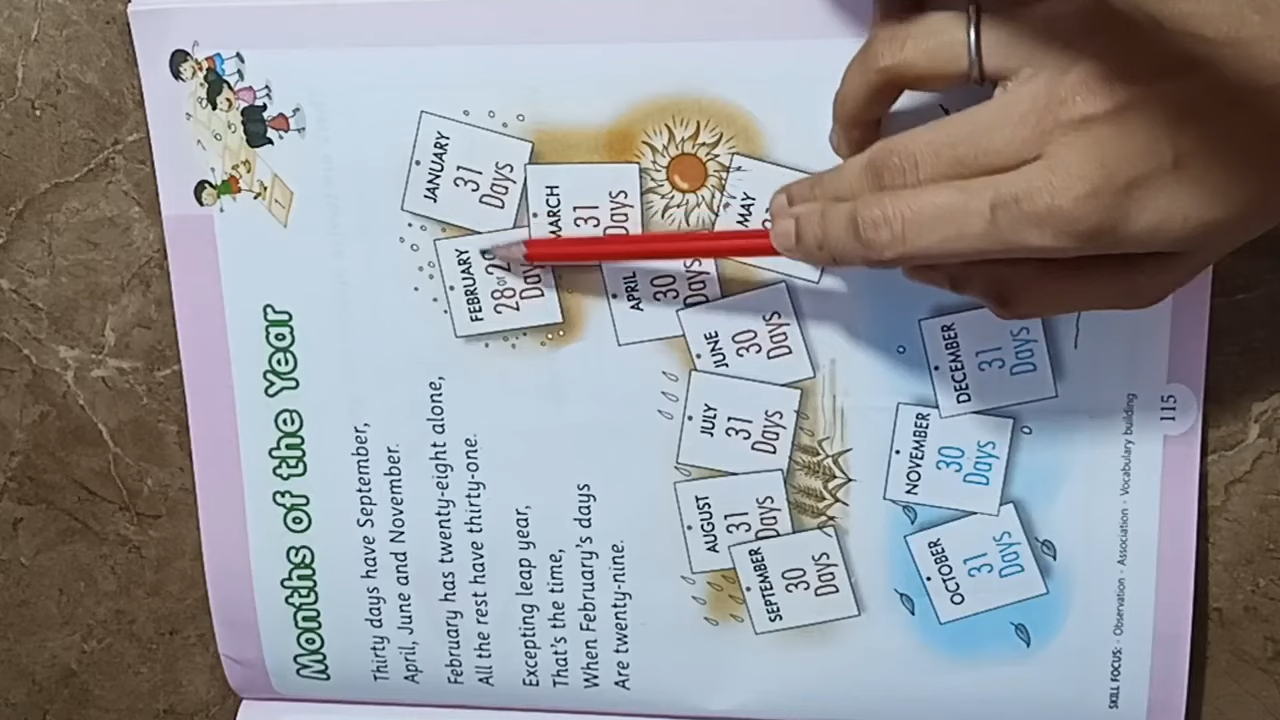 Months of the Year
Thirty days have September,
April, June and November.
February has twenty-eight alone,
All the rest have thirty-one.
Excepting leap year,
That's the time,
When February's days
Are twenty-nine.
JANUARY
31
Days
FEBRUARY
28 or
Days
MARCH
31
Days
APRIL
30
Days
MAY
JUNE
30
Days
JULY
31
Days
AUGUST
31
Days
SEPTEMBER
30
Days
OCTOBER
31
Days
NOVEMBER
30
Days
DECEMBER
31
Days
SKILL FOCUS: • Observation • Association • Vocabulary building
115